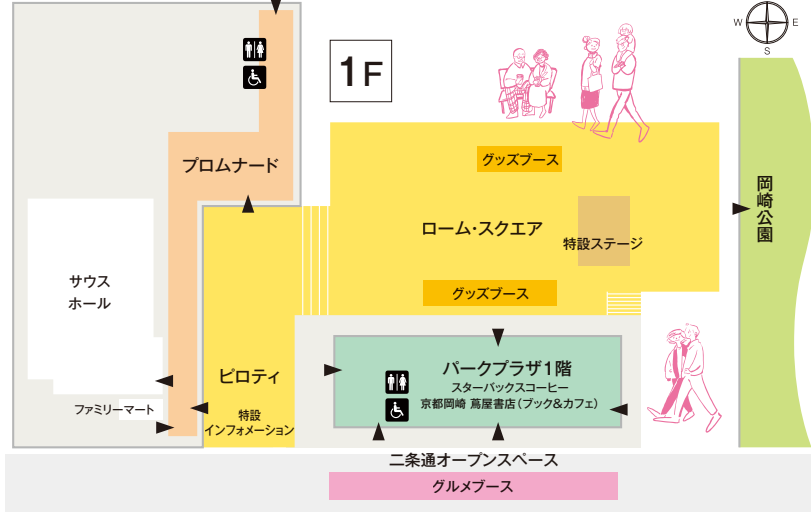 W
E
S
1F
プロムナード
グッズブース
ローム・スクエア
特設ステージ
岡崎公園
グッズブース
サウス
ホール
ピロティ
パークプラザ1階
スターバックスコーヒー
京都岡崎 蔦屋書店（ブック&カフェ）
ファミリーマート
特設
インフォメーション
二条通オープンスペース
グルメブース